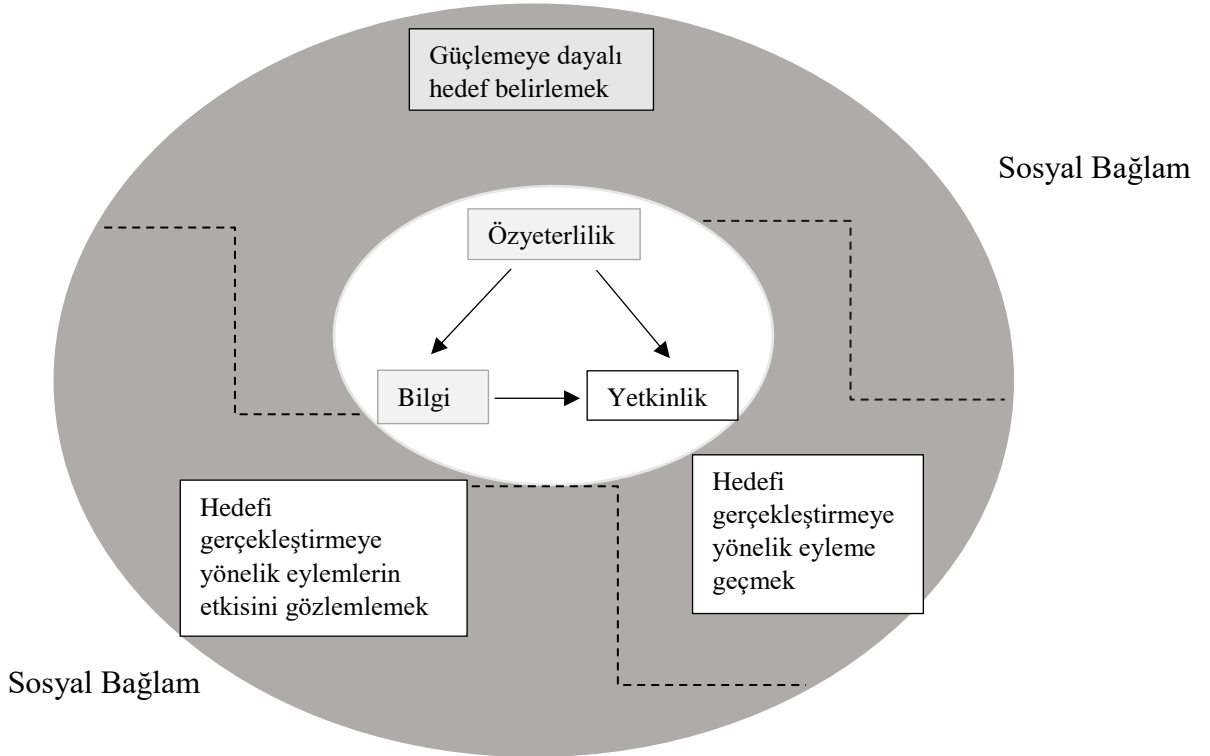 Güçlemeye dayalı
hedef belirlemek
Sosyal Bağlam
Özyeterlilik
Bilgi
Yetkinlik
Hedefi
gerçekleştirmeye
yönelik eylemlerin
etkisini gözlemlemek
Hedefi
gerçekleştirmeye
yönelik eyleme
geçmek
Sosyal Bağlam